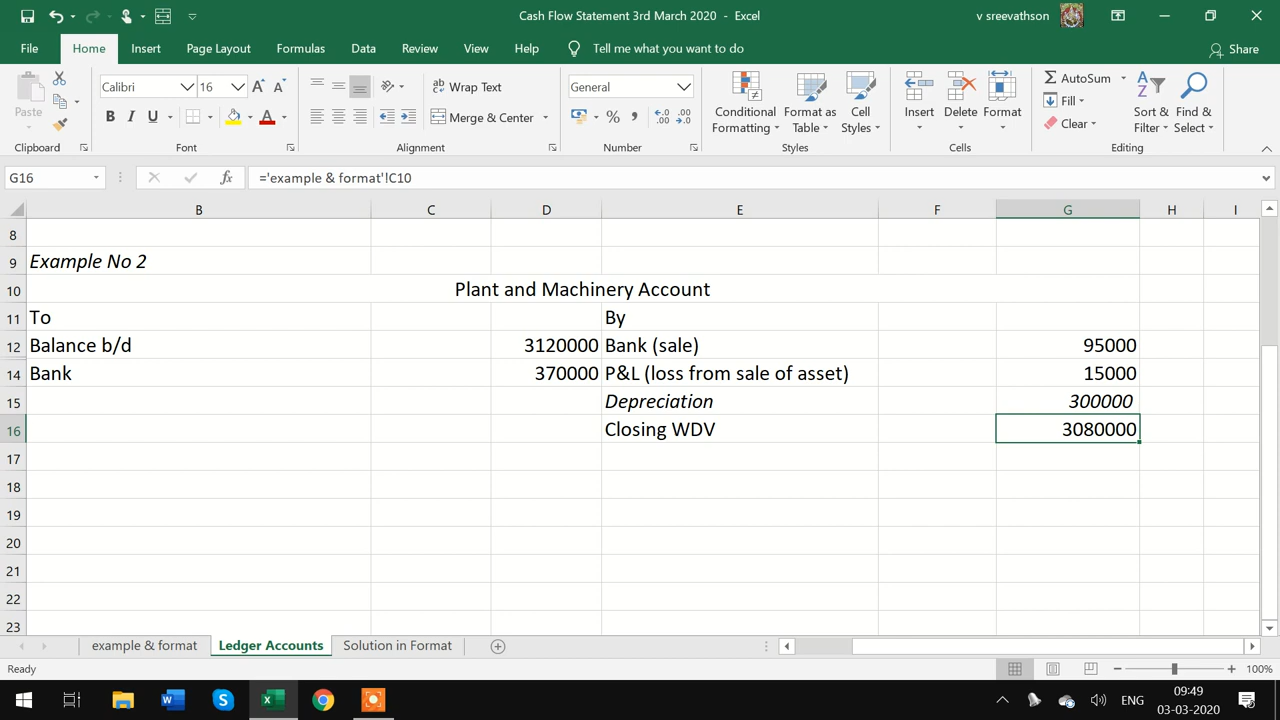 Cash Flow Statement 3rd March 2020 - Excel
v sreevathson
File Home Insert Page Layout Formulas Data Review View Help Tell me what you want to do Share
Paste
Clipboard
Calibri 16
B I U
A
Font
Wrap Text
Merge & Center
Alignment
General
% ,
Number
Conditional Formatting
Format as Table
Cell Styles
Styles
Insert Delete Format
Cells
AutoSum
Fill
Clear
Sort & Filter
Find & Select
Editing
G16 fx ='example & format'!C10
B C D E F G H I
8
9 Example No 2
10 Plant and Machinery Account
11 To By
12 Balance b/d 3120000 Bank (sale) 95000
14 Bank 370000 P&L (loss from sale of asset) 15000
15 Depreciation 300000
16 Closing WDV 3080000
17
18
19
20
21
22
23
example & format Ledger Accounts Solution in Format
Ready 100%
ENG 09:49
03-03-2020